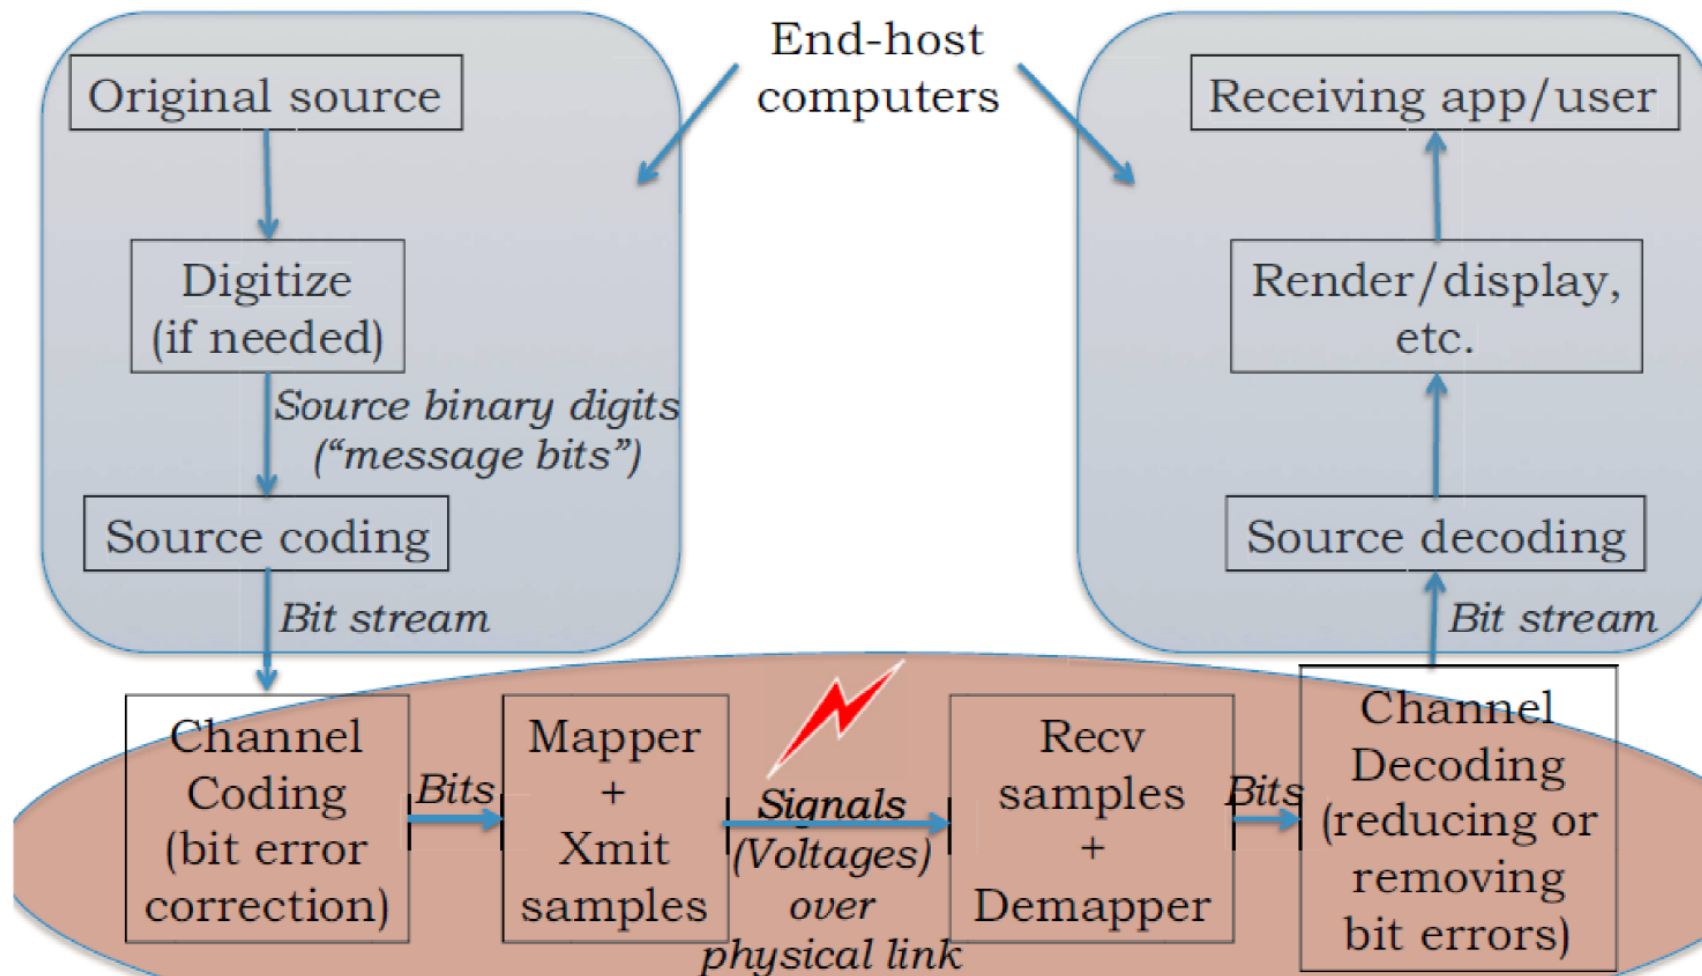 Original source
Digitize
(if needed)
Source binary digits
(“message bits”)
Source coding
Bit stream
End-host
computers
Receiving app/user
Render/display,
etc.
Source decoding
Bit stream
Channel
Coding
(bit error
correction)
Bits
Mapper
+
Xmit
samples
Signals
(Voltages)
over
physical link
Recv
samples
+
Demapper
Bits
Channel
Decoding
(reducing or
removing
bit errors)